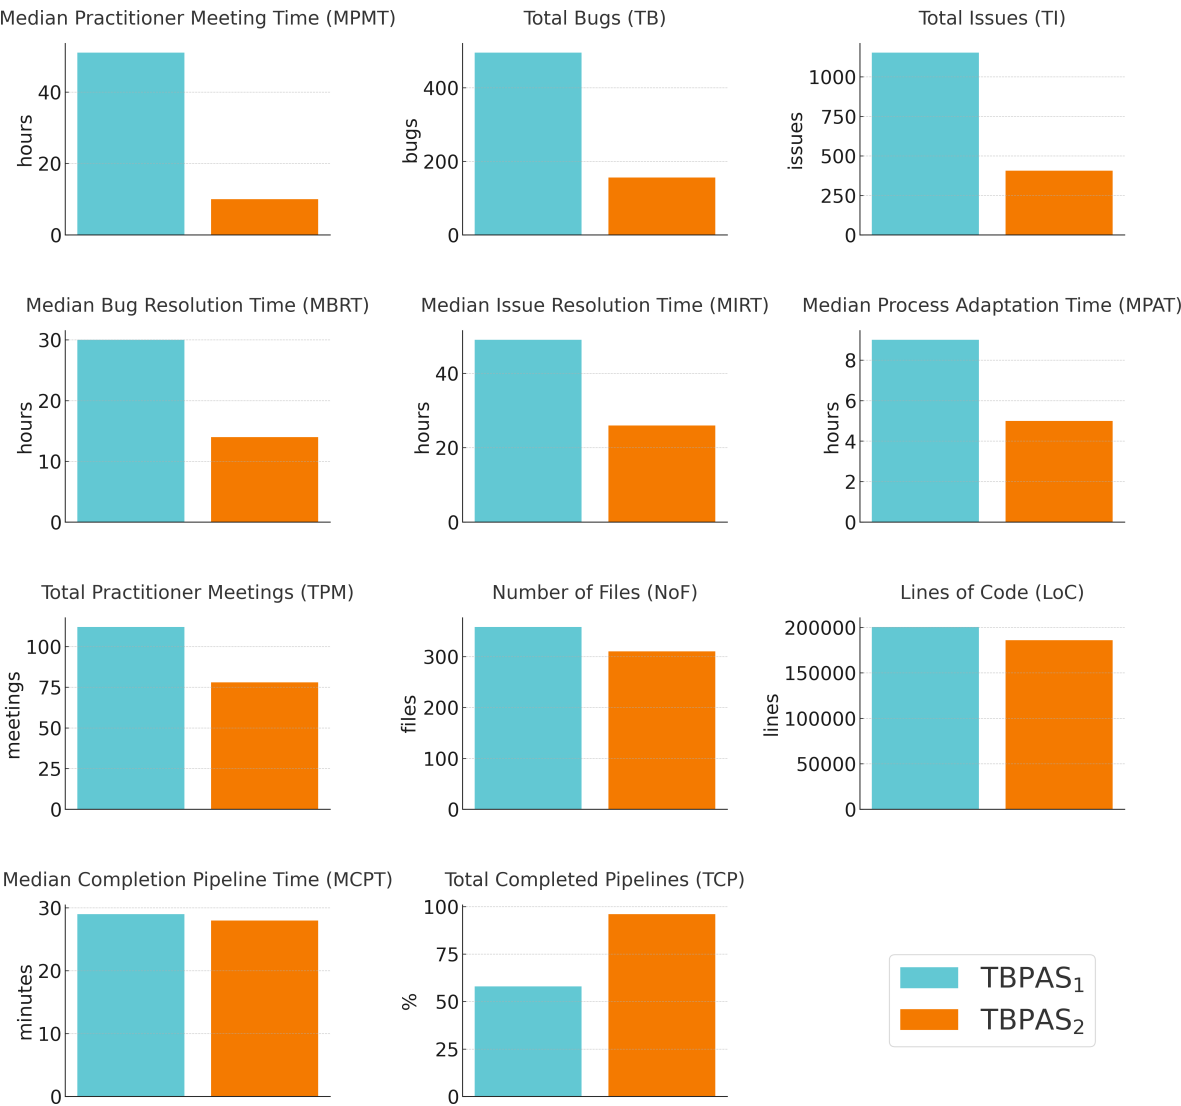 Median Practitioner Meeting Time (MPMT)
hours
40
20
0
Total Bugs (TB)
bugs
400
200
0
Total Issues (TI)
issues
1000
750
500
250
0
Median Bug Resolution Time (MBRT)
hours
30
20
10
0
Median Issue Resolution Time (MIRT)
hours
40
20
0
Median Process Adaptation Time (MPAT)
hours
8
6
4
2
0
Total Practitioner Meetings (TPM)
meetings
100
75
50
25
0
Number of Files (NoF)
files
300
200
100
0
Lines of Code (LoC)
lines
200000
150000
100000
50000
0
Median Completion Pipeline Time (MCPT)
minutes
30
20
10
0
Total Completed Pipelines (TCP)
%
100
75
50
25
0
TBPAS₁
TBPAS₂